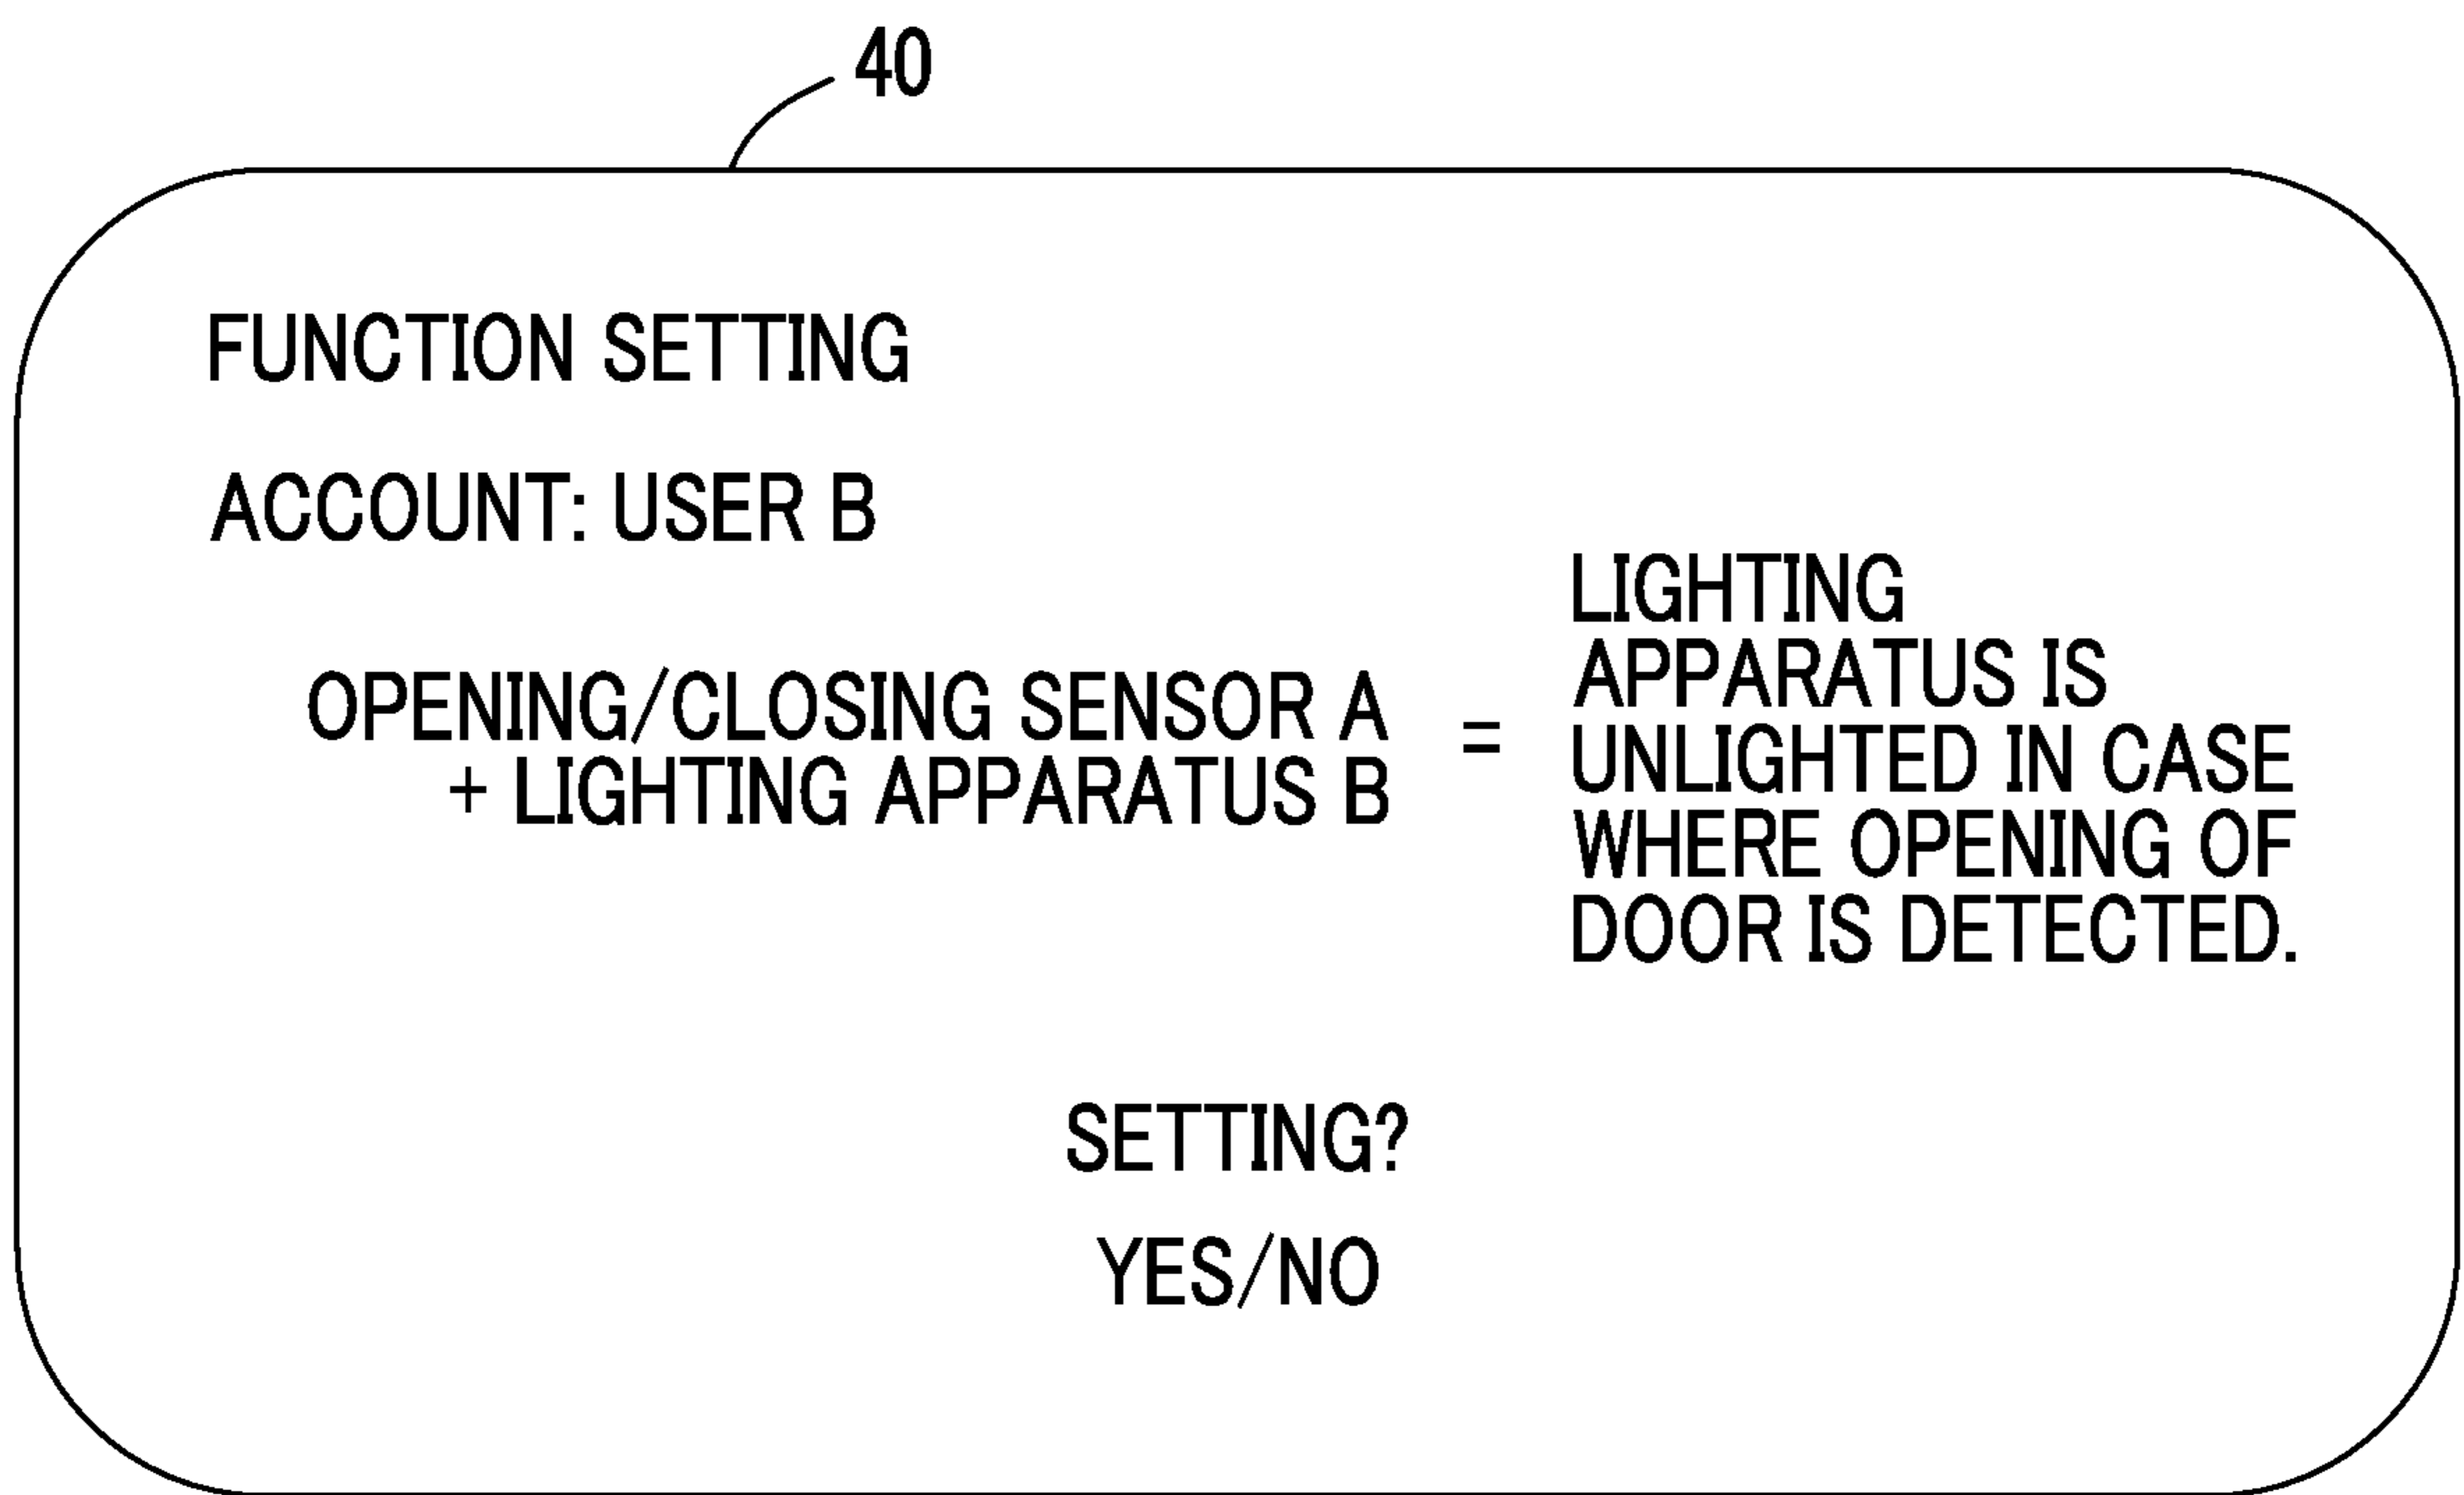 40
FUNCTION SETTING
ACCOUNT: USER B
OPENING/CLOSING SENSOR A
+ LIGHTING APPARATUS B
=
LIGHTING
APPARATUS IS
UNLIGHTED IN CASE
WHERE OPENING OF
DOOR IS DETECTED.
SETTING?
YES/NO